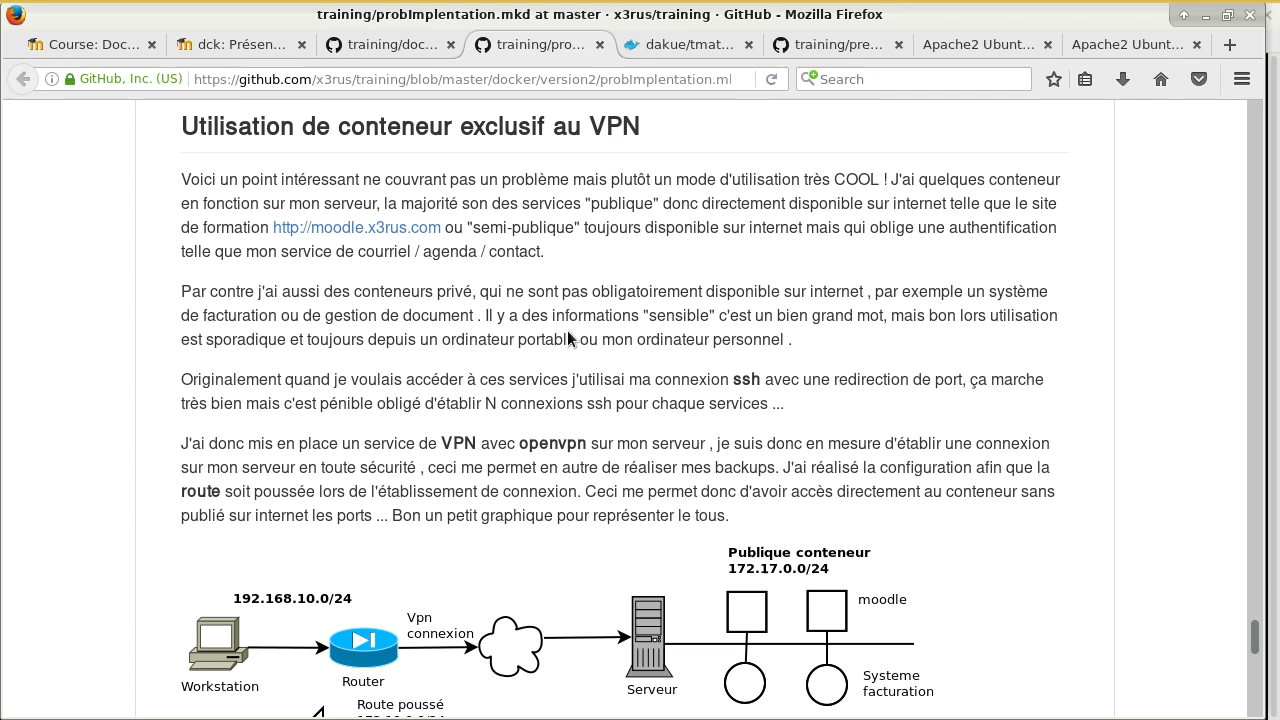 training/probImplentation.mkd at master · x3rus/training · GitHub - Mozilla Firefox
Course: Doc...
dck: Présen...
training/doc...
training/pro...
dakue/tmat...
training/pre...
Apache2 Ubunt...
Apache2 Ubunt...
GitHub, Inc. (US)
https://github.com/x3rus/training/blob/master/docker/version2/probImplentation.ml
Search
Utilisation de conteneur exclusif au VPN
Voici un point intéressant ne couvrant pas un problème mais plutôt un mode d'utilisation très COOL ! J'ai quelques conteneur
en fonction sur mon serveur, la majorité son des services "publique" donc directement disponible sur internet telle que le site
de formation http://moodle.x3rus.com ou "semi-publique" toujours disponible sur internet mais qui oblige une authentification
telle que mon service de courriel / agenda / contact.
Par contre j'ai aussi des conteneurs privé, qui ne sont pas obligatoirement disponible sur internet , par exemple un système
de facturation ou de gestion de document . Il y a des informations "sensible" c'est un bien grand mot, mais bon lors utilisation
est sporadique et toujours depuis un ordinateur portable ou mon ordinateur personnel .
Originalement quand je voulais accéder à ces services j'utilisai ma connexion ssh avec une redirection de port, ça marche
très bien mais c'est pénible obligé d'établir N connexions ssh pour chaque services ...
J'ai donc mis en place un service de VPN avec openvpn sur mon serveur , je suis donc en mesure d'établir une connexion
sur mon serveur en toute sécurité , ceci me permet en autre de réaliser mes backups. J'ai réalisé la configuration afin que la
route soit poussée lors de l'établissement de connexion. Ceci me permet donc d'avoir accès directement au conteneur sans
publié sur internet les ports ... Bon un petit graphique pour représenter le tous.
Publique conteneur
172.17.0.0/24
192.168.10.0/24
moodle
Vpn
connexion
Workstation
Router
Serveur
Systeme
facturation
Route poussé